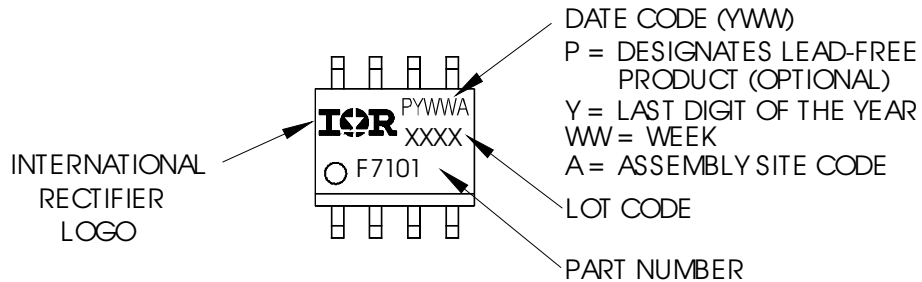 DATE CODE (YWW)
P = DESIGNATES LEAD-FREE
PRODUCT (OPTIONAL)
Y = LAST DIGIT OF THE YEAR
WW = WEEK
A = ASSEMBLY SITE CODE
LOT CODE
PART NUMBER
INTERNATIONAL
RECTIFIER
LOGO
IOR
PYWWA
XXXX
F7101